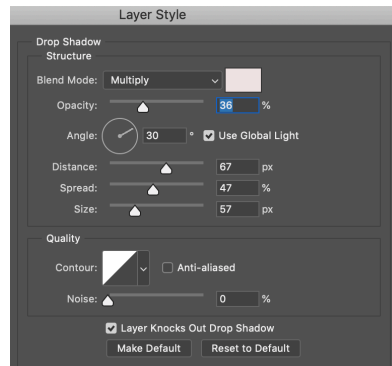 Layer Style
Drop Shadow
Structure
Blend Mode: Multiply
Opacity: 36 %
Angle: 30 ° Use Global Light
Distance: 67 px
Spread: 47 %
Size: 57 px
Quality
Contour: Anti-aliased
Noise: 0 %
Layer Knocks Out Drop Shadow
Make Default Reset to Default